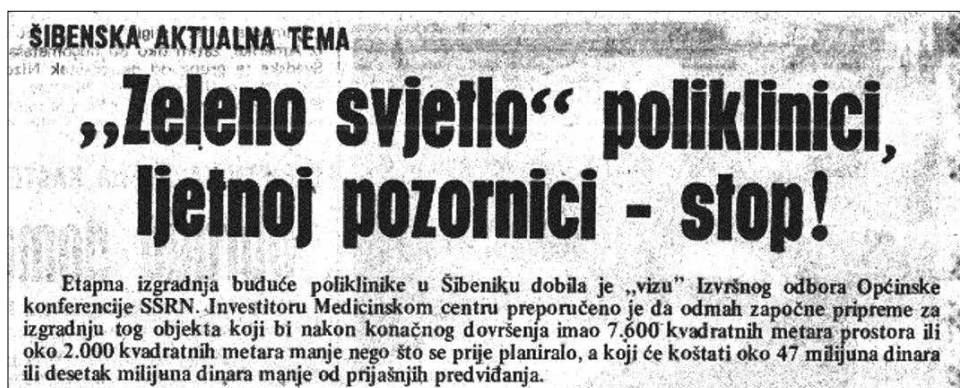 ŠIBENSKA AKTUALNA TEMA
„Zeleno svjetlo“ poliklinici,
ljetnoj pozornici - stop!
Etapna izgradnja buduće poliklinike u Šibeniku dobila je „vizu” Izvršnog odbora Općinske
konferencije SSRN. Investitoru Medicinskom centru preporučeno je da odmah započne pripreme za
izgradnju tog objekta koji bi nakon konačnog dovršenja imao 7.600 kvadratnih metara prostora ili
oko 2.000 kvadratnih metara manje nego što se prije planiralo, a koji će koštati oko 47 milijuna dinara
ili desetak milijuna dinara manje od prijašnjih predviđanja.